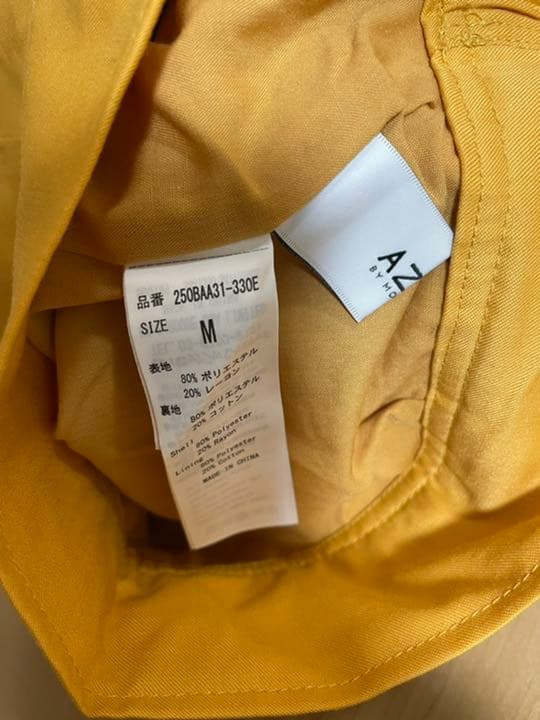 品番 250BAA31-330E
SIZE M
表地
80% ポリエステル
20% レーヨン
裏地
80% ポリエステル
20% コットン
Shell 80% Polyester
20% Rayon
Lining 80% Polyester
20% Cotton
MADE IN CHINA
AZ
BY MO